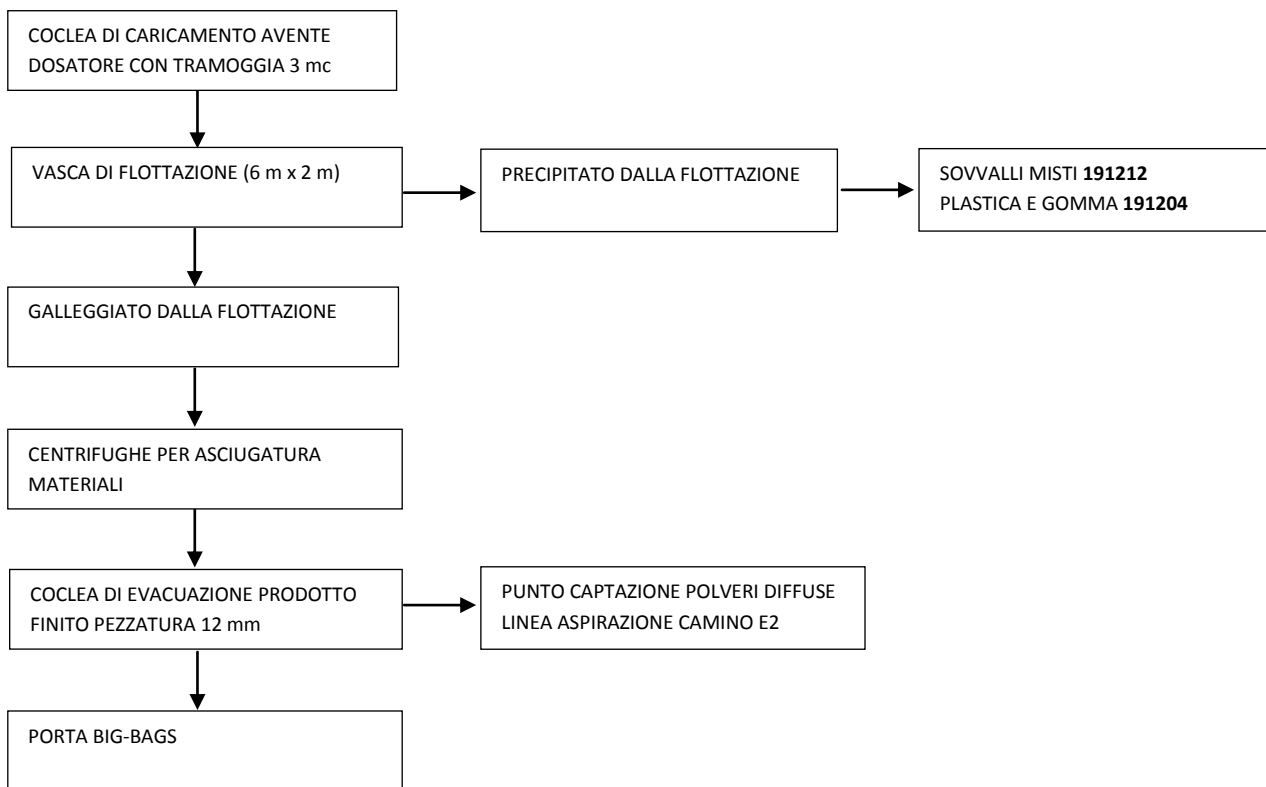 COCLEA DI CARICAMENTO AVENTE
DOSATORE CON TRAMOGGIA 3 mc
VASCA DI FLOTTAZIONE (6 m x 2 m)
PRECIPITATO DALLA FLOTTAZIONE
SOVVALLI MISTI 191212
PLASTICA E GOMMA 191204
GALLEGGIATO DALLA FLOTTAZIONE
CENTRIFUGHE PER ASCIUGATURA
MATERIALI
COCLEA DI EVACUAZIONE PRODOTTO
FINITO PEZZATURA 12 mm
PUNTO CAPTAZIONE POLVERI DIFFUSE
LINEA ASPIRAZIONE CAMINO E2
PORTA BIG-BAGS